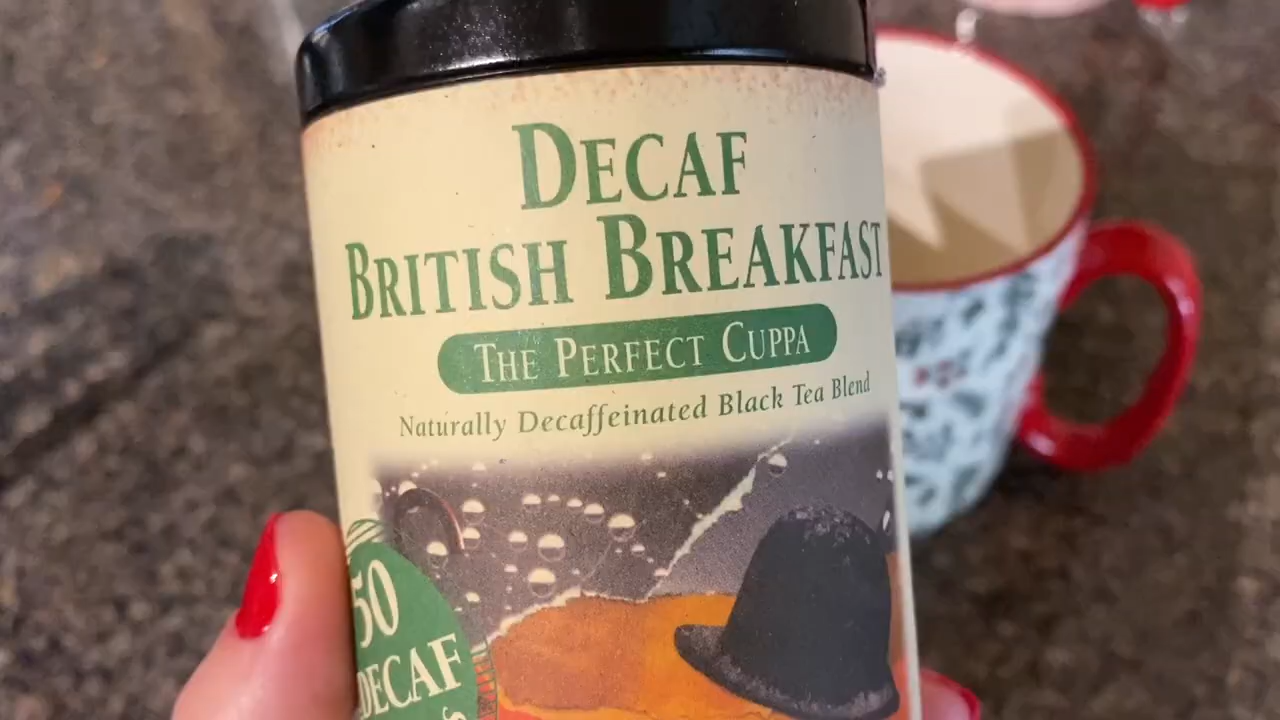 DECAF
BRITISH BREAKFAST
THE PERFECT CUPPA
Naturally Decaffeinated Black Tea Blend
50
DECAF